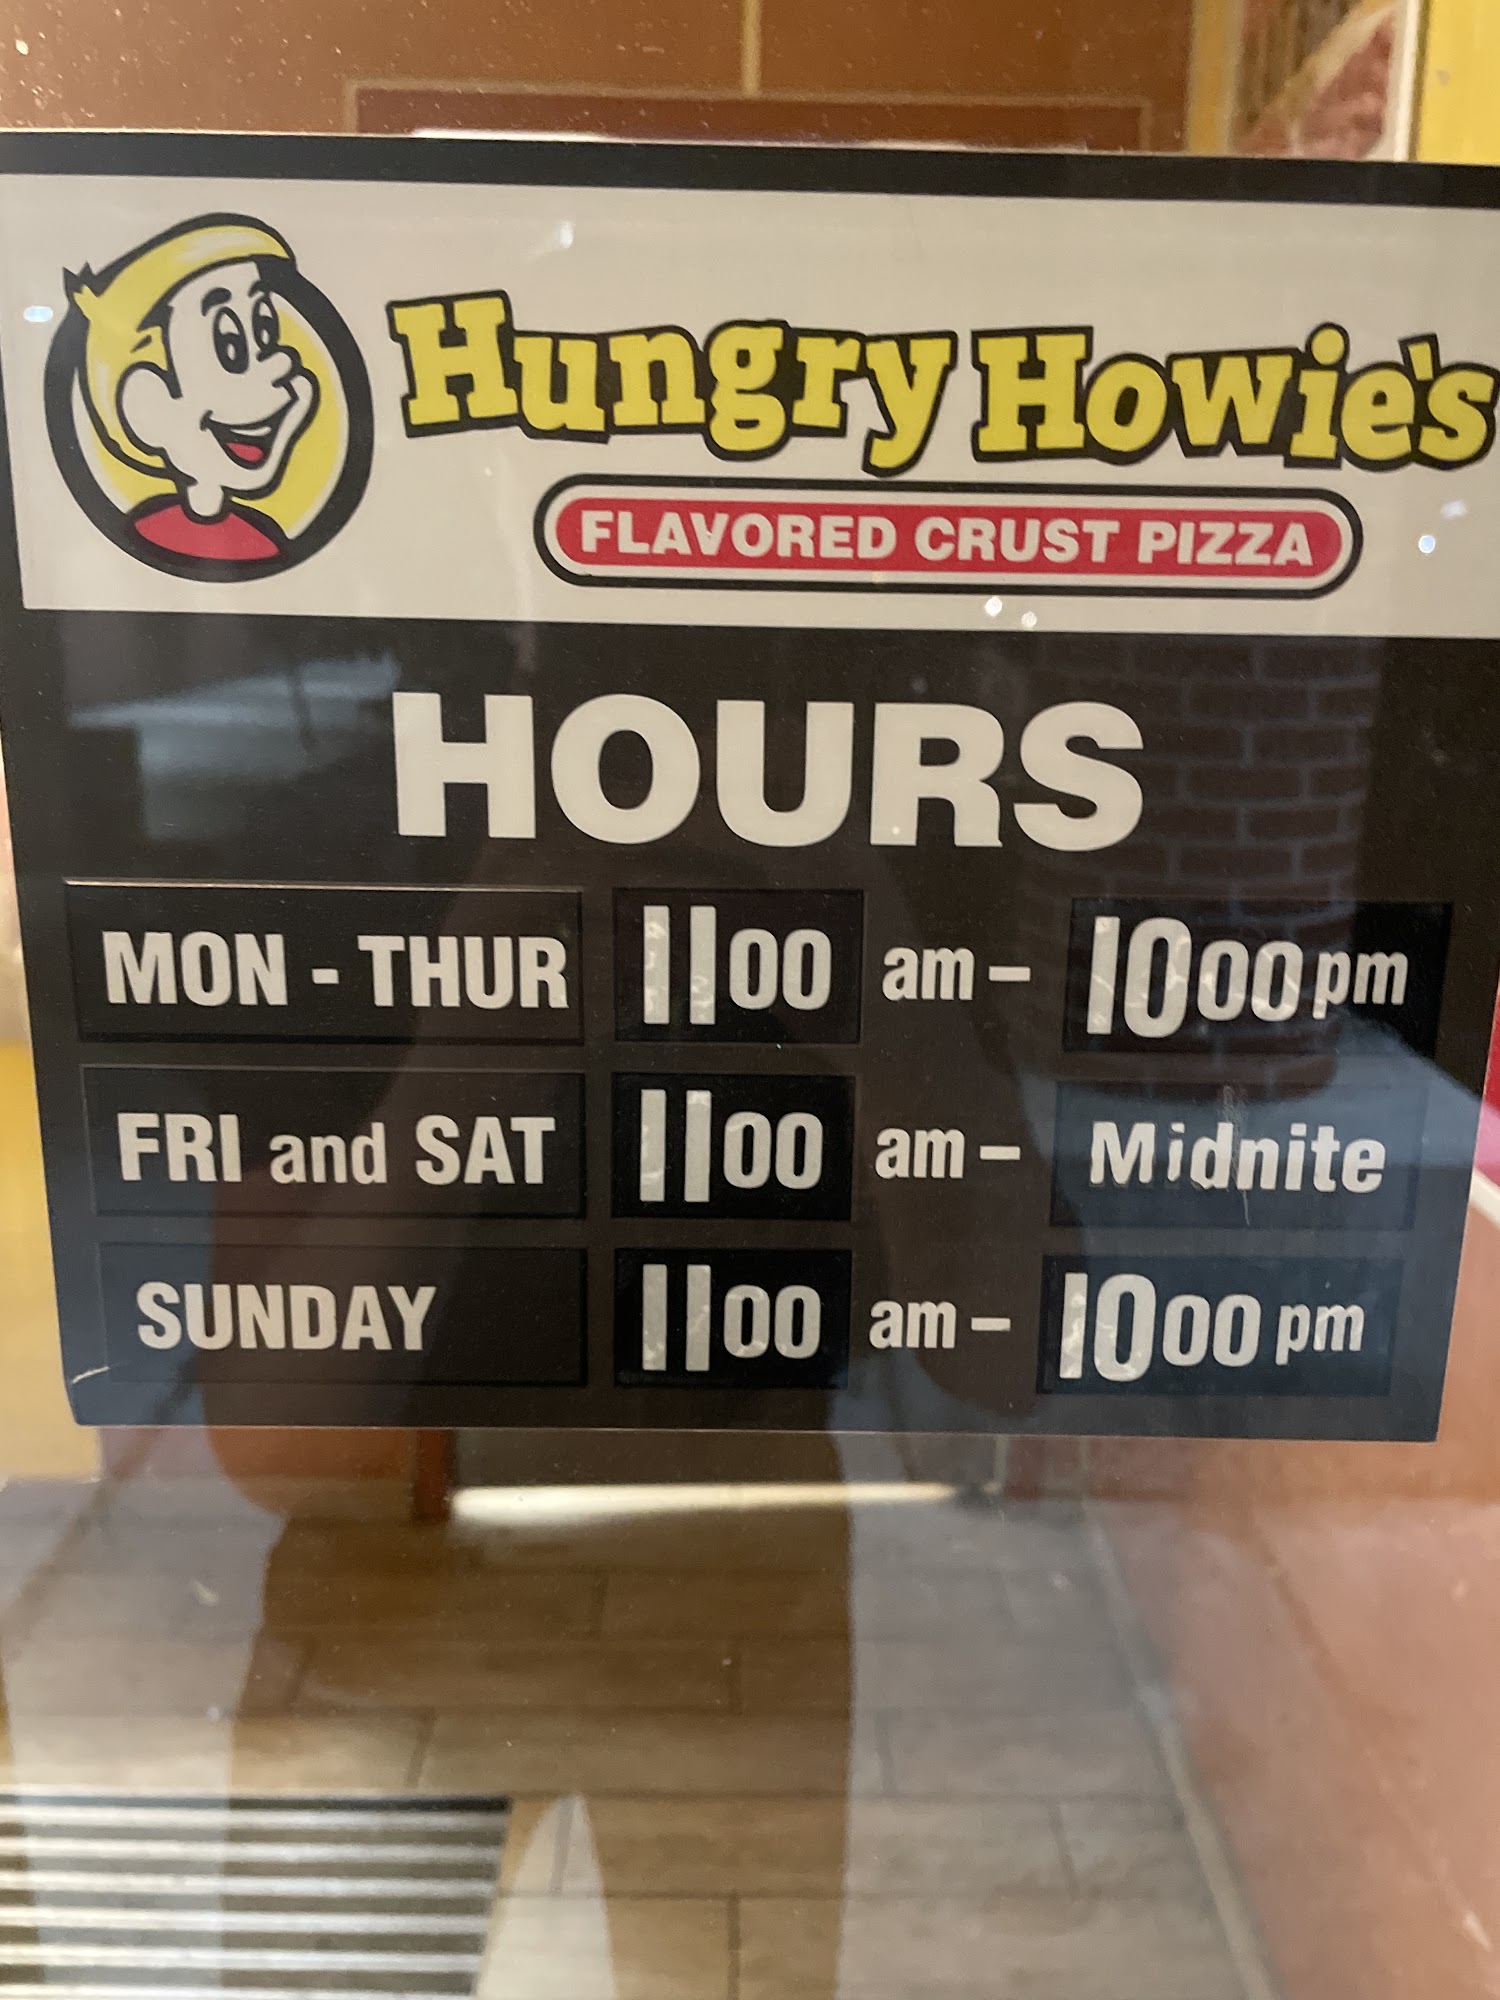 Hungry Howie's
FLAVORED CRUST PIZZA
HOURS
MON - THUR 1100 am - 1000 pm
FRI and SAT 1100 am - Midnite
SUNDAY 1100 am - 1000 pm